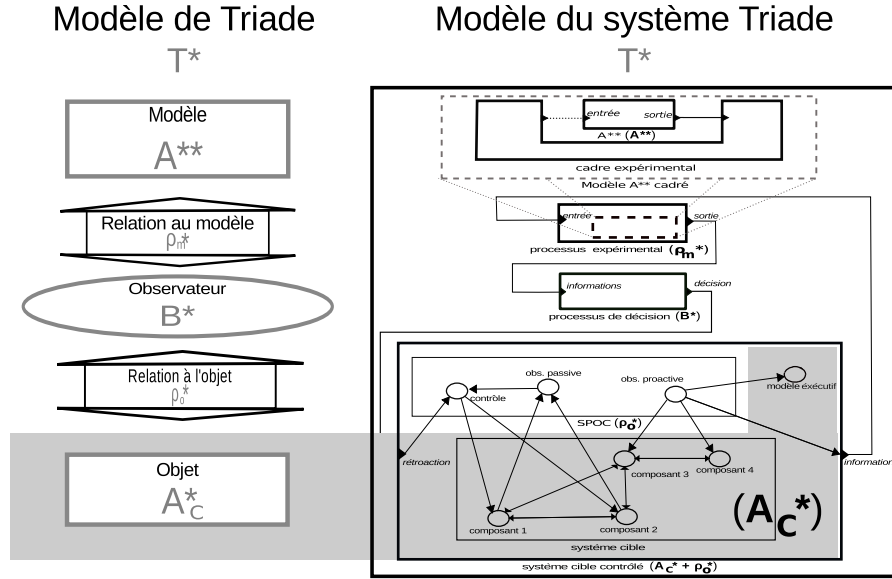 Modèle de Triade
T*
Modèle
A**
Relation au modèle
ρm*
Observateur
B*
Relation à l'objet
ρo*
Objet
A*C
Modèle du système Triade
T*
entrée
sortie
A** (A**)
cadre expérimental
Modèle A** cadré
entrée
sortie
processus expérimental (ρm*)
informations
décision
processus de décision (B*)
obs. passive
obs. proactive
contrôle
modèle éxécutif
SPOC (ρo*)
rétroaction
information
composant 3
composant 4
composant 1
composant 2
système cible
(AC*)
système cible contrôlé (AC* + ρo*)